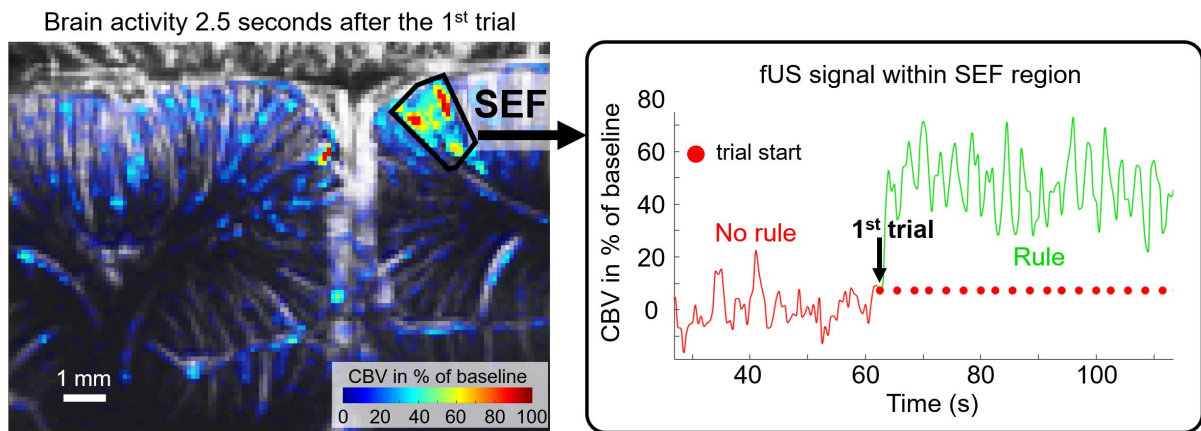 Brain activity 2.5 seconds after the 1st trial
SEF
1 mm
CBV in % of baseline
0 20 40 60 80 100
fUS signal within SEF region
CBV in % of baseline
80
60
40
20
0
trial start
No rule
1st trial
Rule
40 60 80 100
Time (s)